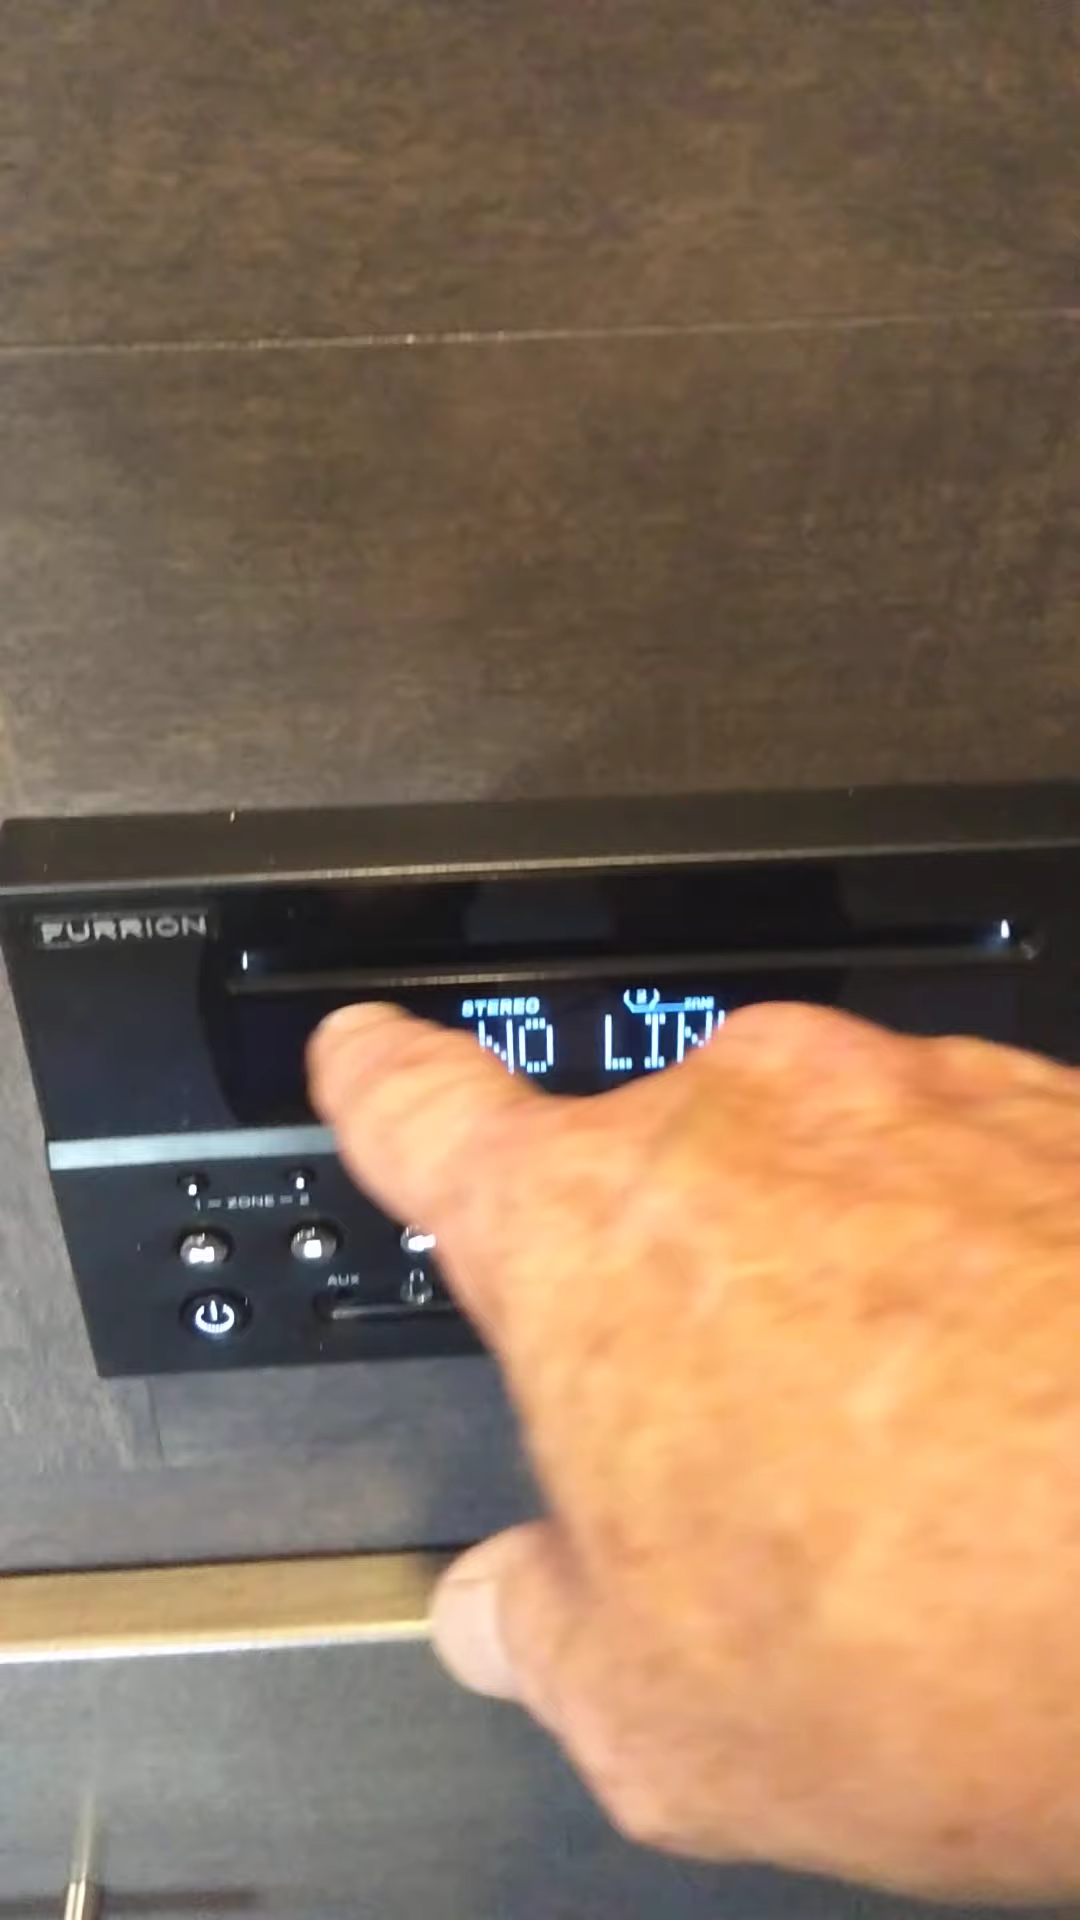 FURRION
STEREO
NO LIN
1 - ZONE - 2
AUX